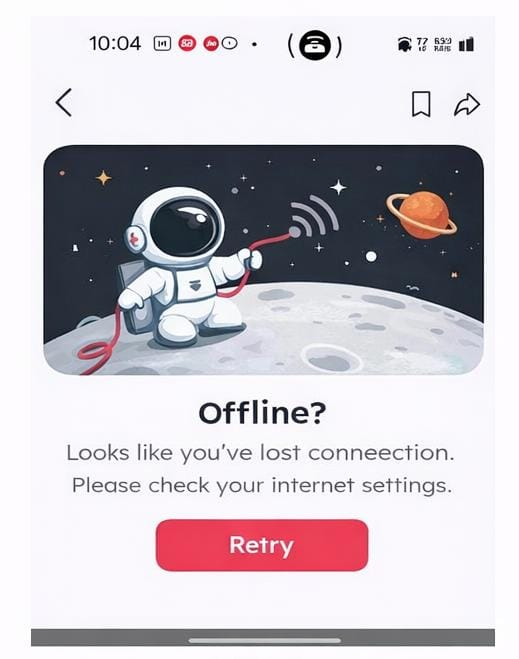 10:04
Offline?
Looks like you've lost conneection.
Please check your internet settings.
Retry